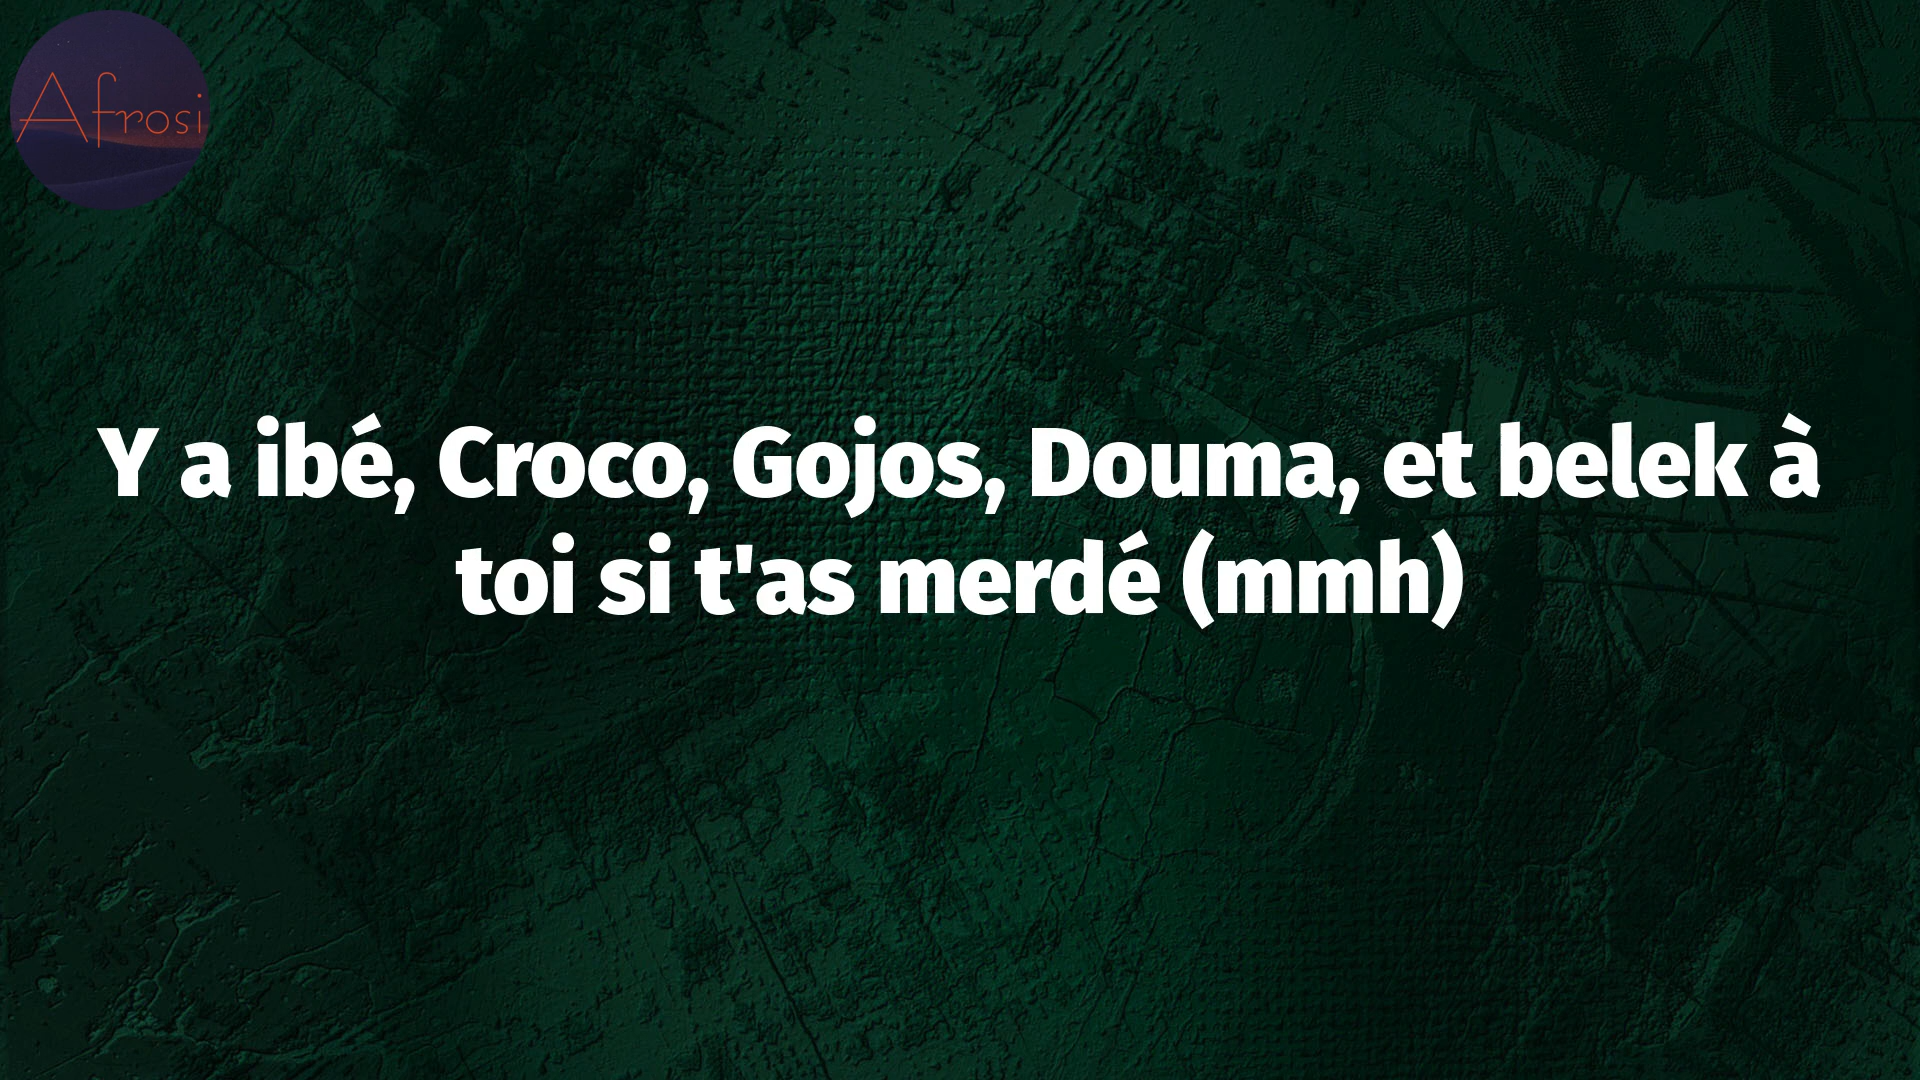 Afrosi
Y a ibé, Croco, Gojos, Douma, et belek à
toi si t'as merdé (mmh)